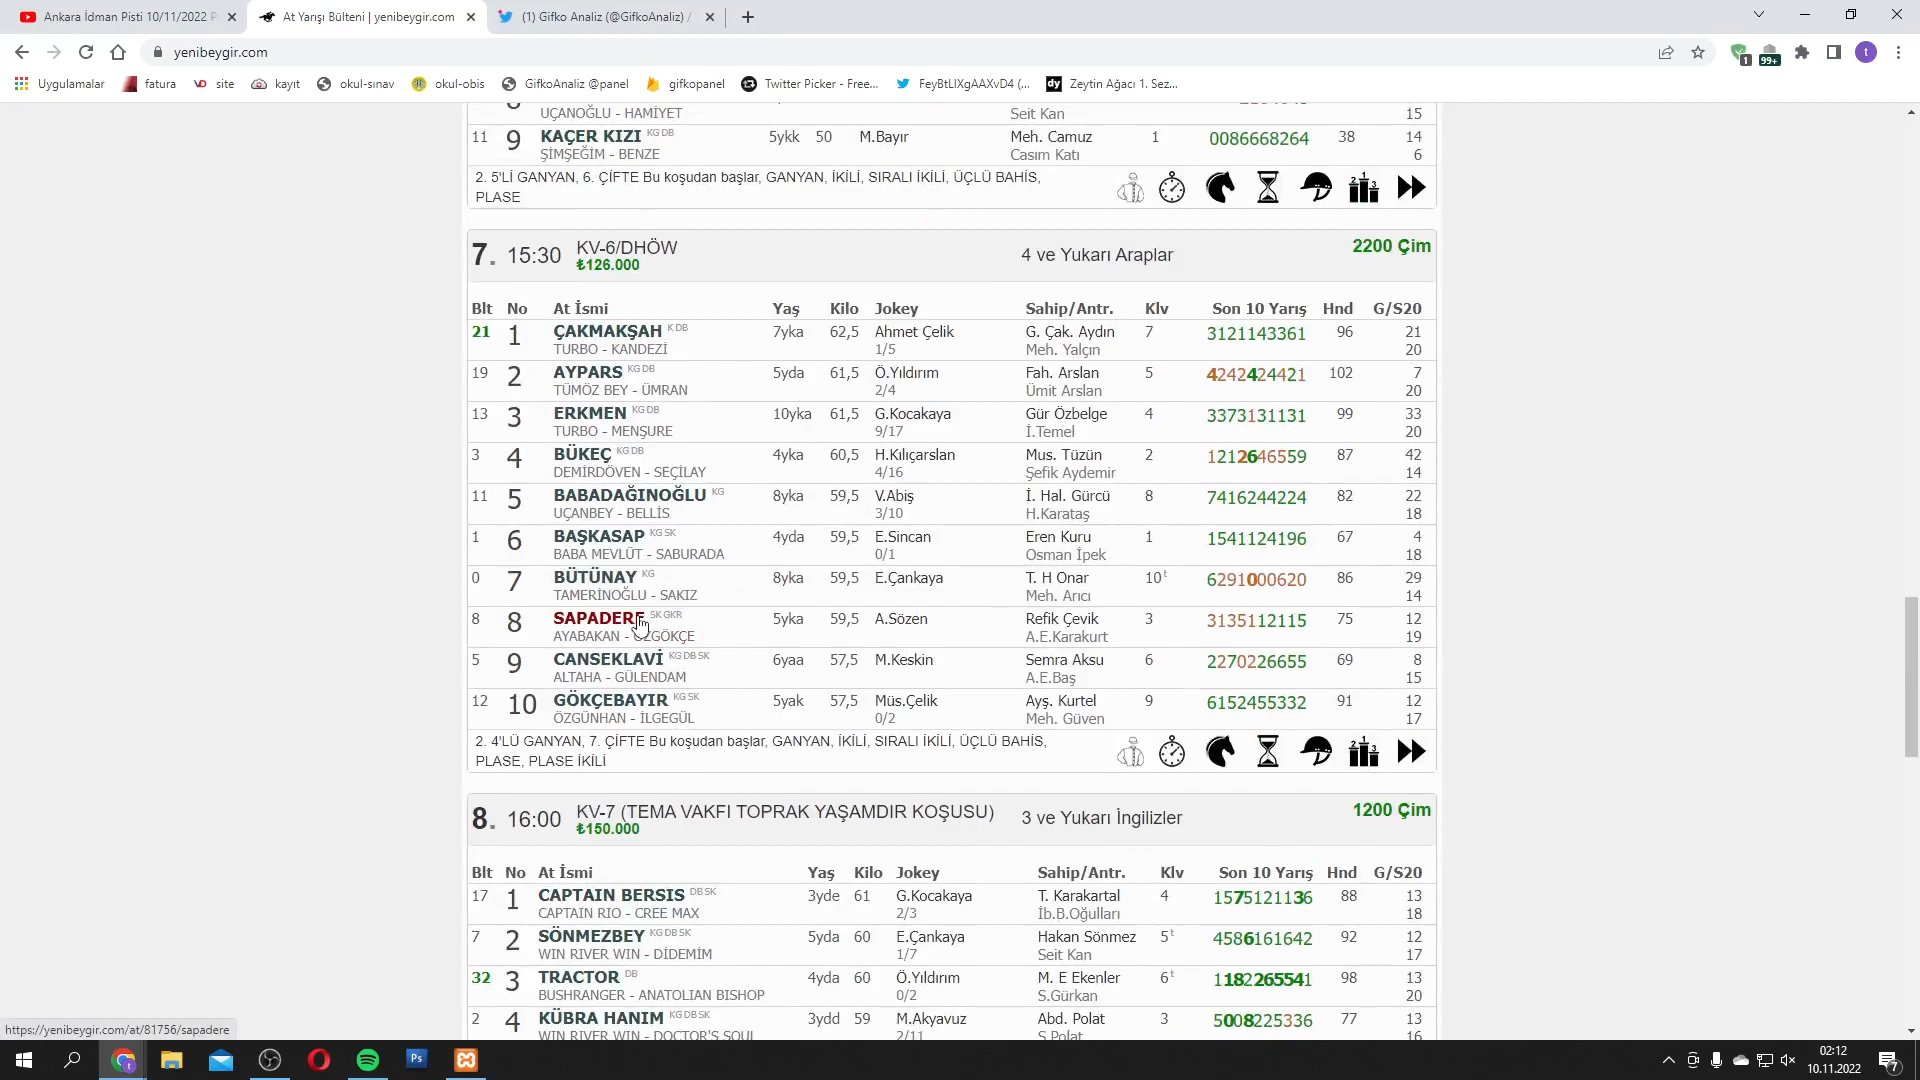 Ankara İdman Pisti 10/11/2022 P
At Yarışı Bülteni | yenibeygir.com
(1) Gifko Analiz (@GifkoAnaliz) /
yenibeygir.com
1
99+
t
Uygulamalar fatura VD site kayıt okul-sınav okul-obis GifkoAnaliz @panel gifkopanel Twitter Picker - Free... FeyBtLIXgAAXvD4 (... dy Zeytin Ağacı 1. Sez...
UÇANOĞLU - HAMİYET Seit Kan 15
11 9 KAÇER KIZI KG DB 5ykk 50 M.Bayır Meh. Camuz 1 0086668264 38 14
ŞİMŞEĞİM - BENZE Casım Katı 6
2. 5'Lİ GANYAN, 6. ÇİFTE Bu koşudan başlar, GANYAN, İKİLİ, SIRALI İKİLİ, ÜÇLÜ BAHİS,
PLASE
7. 15:30 KV-6/DHÖW 4 ve Yukarı Araplar 2200 Çim
₺126.000
Blt No At İsmi Yaş Kilo Jokey Sahip/Antr. Klv Son 10 Yarış Hnd G/S20
21 1 ÇAKMAKŞAH K DB 7yka 62,5 Ahmet Çelik G. Çak. Aydın 7 3121143361 96 21
TURBO - KANDEZİ 1/5 Meh. Yalçın 20
19 2 AYPARS KG DB 5yda 61,5 Ö.Yıldırım Fah. Arslan 5 4242424421 102 7
TÜMÖZ BEY - ÜMRAN 2/4 Ümit Arslan 20
13 3 ERKMEN KG DB 10yka 61,5 G.Kocakaya Gür Özbelge 4 3373131131 99 33
TURBO - MENŞURE 9/17 İ.Temel 20
3 4 BÜKEÇ KG DB 4yka 60,5 H.Kılıçarslan Mus. Tüzün 2 1212646559 87 42
DEMİRDÖVEN - SEÇİLAY 4/16 Şefik Aydemir 14
11 5 BABADAĞINOĞLU KG 8yka 59,5 V.Abiş İ. Hal. Gürcü 8 7416244224 82 22
UÇANBEY - BELLİS 3/10 H.Karataş 18
1 6 BAŞKASAP KG SK 4yda 59,5 E.Sincan Eren Kuru 1 1541124196 67 4
BABA MEVLÜT - SABURADA 0/1 Osman İpek 18
0 7 BÜTÜNAY KG 8yka 59,5 E.Çankaya T. H Onar 10t 6291000620 86 29
TAMERİNOĞLU - SAKIZ Meh. Arıcı 14
8 8 SAPADERE SK GKR 5yka 59,5 A.Sözen Refik Çevik 3 3135112115 75 12
AYABAKAN - ÖZGÖKÇE A.E.Karakurt 19
5 9 CANSEKLAVİ KG DB SK 6yaa 57,5 M.Keskin Semra Aksu 6 2270226655 69 8
ALTAHA - GÜLENDAM A.E.Baş 15
12 10 GÖKÇEBAYIR KG SK 5yak 57,5 Müs.Çelik Ayş. Kurtel 9 6152455332 91 12
ÖZGÜNHAN - İLGEGÜL 0/2 Meh. Güven 17
2. 4'LÜ GANYAN, 7. ÇİFTE Bu koşudan başlar, GANYAN, İKİLİ, SIRALI İKİLİ, ÜÇLÜ BAHİS,
PLASE, PLASE İKİLİ
8. 16:00 KV-7 (TEMA VAKFI TOPRAK YAŞAMDIR KOŞUSU) 3 ve Yukarı İngilizler 1200 Çim
₺150.000
Blt No At İsmi Yaş Kilo Jokey Sahip/Antr. Klv Son 10 Yarış Hnd G/S20
17 1 CAPTAIN BERSIS DB SK 3yde 61 G.Kocakaya T. Karakartal 4 1575121136 88 13
CAPTAIN RIO - CREE MAX 2/3 İb.B.Oğulları 18
7 2 SÖNMEZBEY KG DB SK 5yda 60 E.Çankaya Hakan Sönmez 5t 4586161642 92 12
WIN RIVER WIN - DİDEMİM 1/7 Seit Kan 17
32 3 TRACTOR DB 4yda 60 Ö.Yıldırım M. E Ekenler 6t 1182265541 98 13
BUSHRANGER - ANATOLIAN BISHOP 0/2 S.Gürkan 20
2 4 KÜBRA HANIM KG DB SK 3ydd 59 M.Akyavuz Abd. Polat 3 5008225336 77 13
WIN RIVER WIN - DOCTOR'S SOUL 2/11 S.Polat 16
https://yenibeygir.com/at/81756/sapadere
Ps
02:12
10.11.2022
7